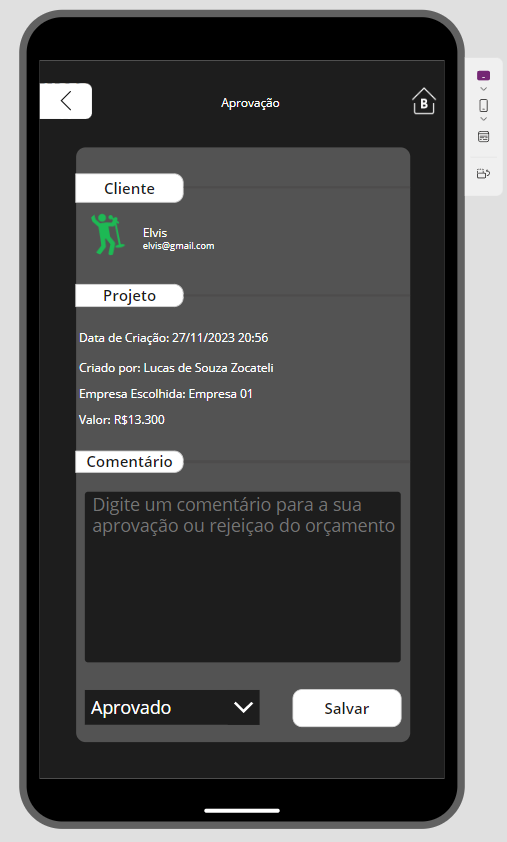 Aprovação
B
Cliente
Elvis
elvis@gmail.com
Projeto
Data de Criação: 27/11/2023 20:56
Criado por: Lucas de Souza Zocateli
Empresa Escolhida: Empresa 01
Valor: R$13.300
Comentário
Digite um comentário para a sua
aprovação ou rejeiçao do orçamento
Aprovado
Salvar